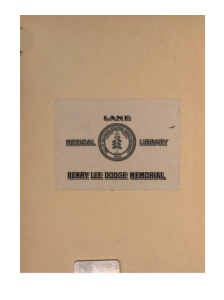 LANE
MEDICAL LIBRARY
HENRY LEE DODGE MEMORIAL